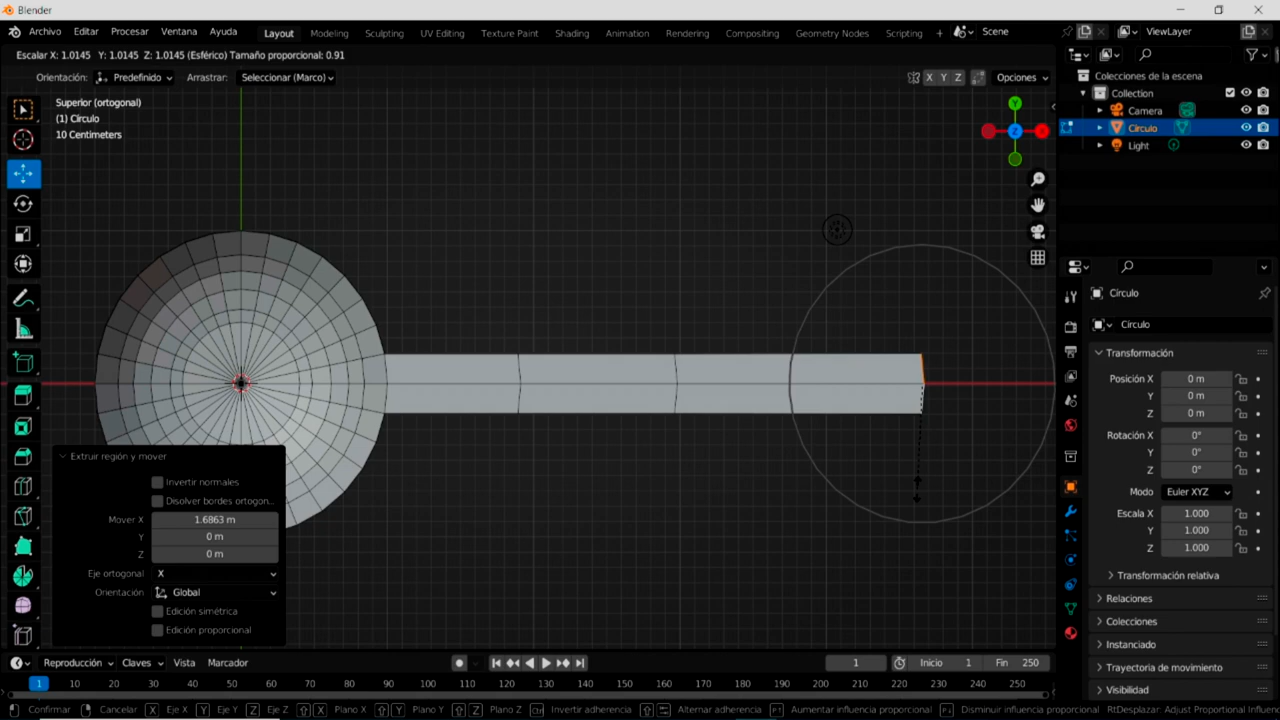 Blender
Archivo Editar Procesar Ventana Ayuda Layout Modeling Sculpting UV Editing Texture Paint Shading Animation Rendering Compositing Geometry Nodes Scripting + Scene ViewLayer
Escalar X: 1.0145 Y: 1.0145 Z: 1.0145 (Esférico) Tamaño proporcional: 0.91
Orientación: Predefinido Arrastrar: Seleccionar (Marco) X Y Z Opciones
Superior (ortogonal)
(1) Círculo
10 Centimeters
Y
Z
Colecciones de la escena
Collection
Camera
Círculo
Light
Círculo
Círculo
Transformación
Posición X 0 m
Y 0 m
Z 0 m
Rotación X 0°
Y 0°
Z 0°
Modo Euler XYZ
Escala X 1.000
Y 1.000
Z 1.000
Transformación relativa
Relaciones
Colecciones
Instanciado
Trayectoria de movimiento
Visibilidad
Extruir región y mover
Invertir normales
Disolver bordes ortogon...
Mover X 1.6863 m
Y 0 m
Z 0 m
Eje ortogonal X
Orientación Global
Edición simétrica
Edición proporcional
Reproducción Claves Vista Marcador 1 Inicio 1 Fin 250
1 10 20 30 40 50 60 70 80 90 100 110 120 130 140 150 160 170 180 190 200 210 220 230 240 250
Confirmar Cancelar X Eje X Y Eje Y Z Eje Z X Plano X Y Plano Y Z Plano Z Invertir adherencia Alternar adherencia Aumentar influencia proporcional Disminuir influencia proporcional RtDesplazar: Adjust Proportional Influen